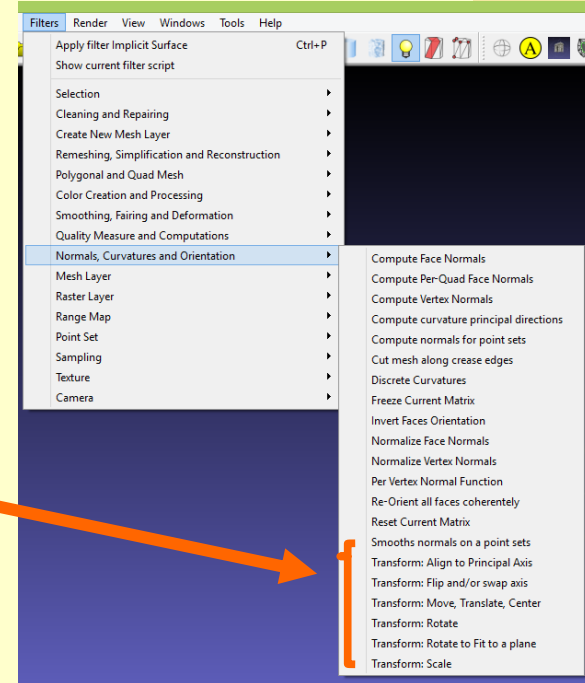 Filters Render View Windows Tools Help
Apply filter Implicit Surface Ctrl+P
Show current filter script
Selection
Cleaning and Repairing
Create New Mesh Layer
Remeshing, Simplification and Reconstruction
Polygonal and Quad Mesh
Color Creation and Processing
Smoothing, Fairing and Deformation
Quality Measure and Computations
Normals, Curvatures and Orientation
Mesh Layer
Raster Layer
Range Map
Point Set
Sampling
Texture
Camera
Compute Face Normals
Compute Per-Quad Face Normals
Compute Vertex Normals
Compute curvature principal directions
Compute normals for point sets
Cut mesh along crease edges
Discrete Curvatures
Freeze Current Matrix
Invert Faces Orientation
Normalize Face Normals
Normalize Vertex Normals
Per Vertex Normal Function
Re-Orient all faces coherentely
Reset Current Matrix
Smooths normals on a point sets
Transform: Align to Principal Axis
Transform: Flip and/or swap axis
Transform: Move, Translate, Center
Transform: Rotate
Transform: Rotate to Fit to a plane
Transform: Scale
A